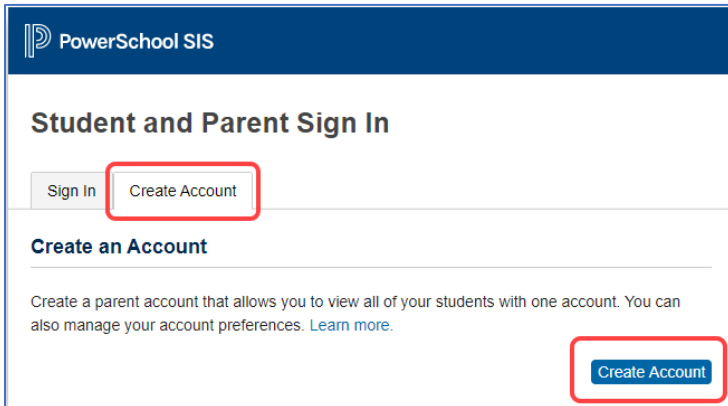 PowerSchool SIS
Student and Parent Sign In
Sign In
Create Account
Create an Account
Create a parent account that allows you to view all of your students with one account. You can
also manage your account preferences. Learn more.
Create Account